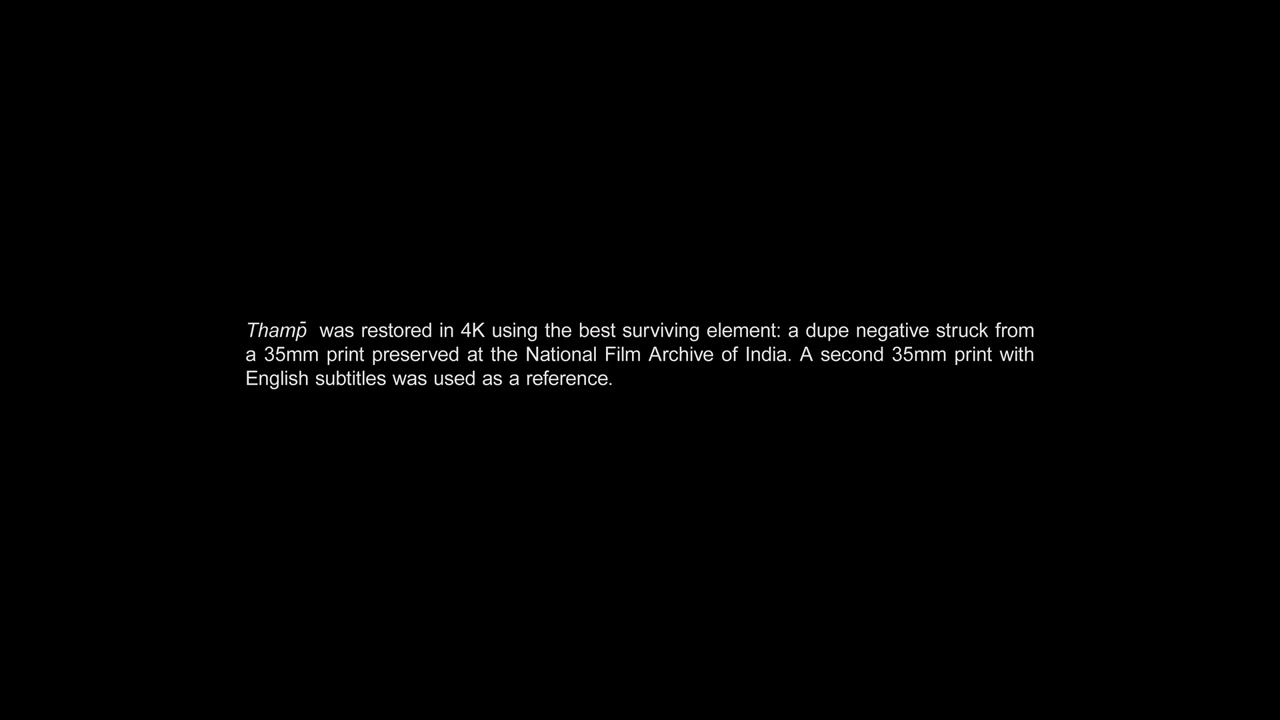 Thamp̄ was restored in 4K using the best surviving element: a dupe negative struck from
a 35mm print preserved at the National Film Archive of India. A second 35mm print with
English subtitles was used as a reference.